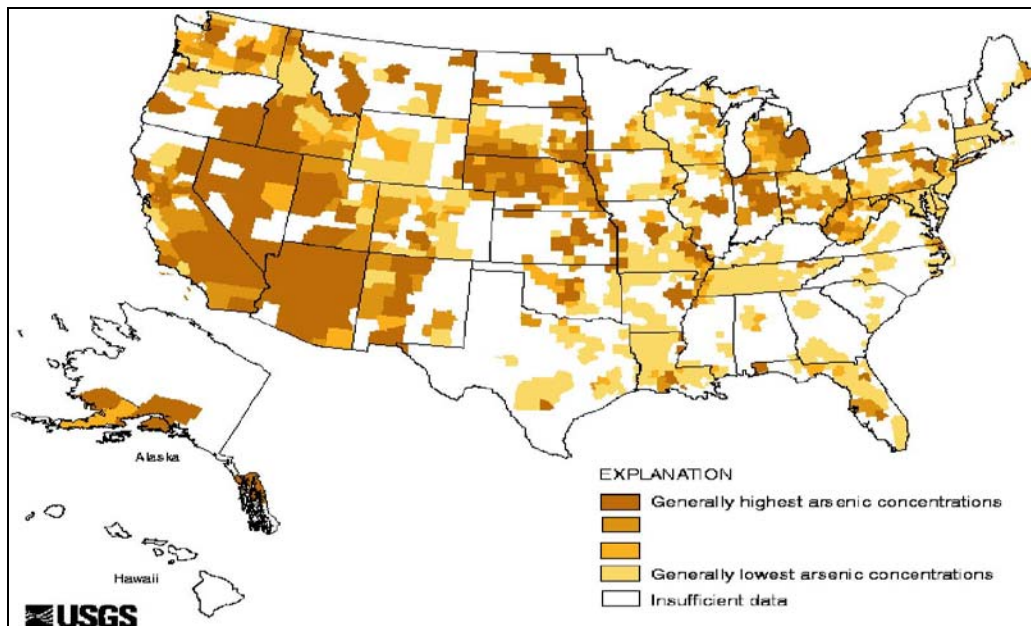 Alaska
Hawaii
USGS
EXPLANATION
Generally highest arsenic concentrations
Generally lowest arsenic concentrations
Insufficient data